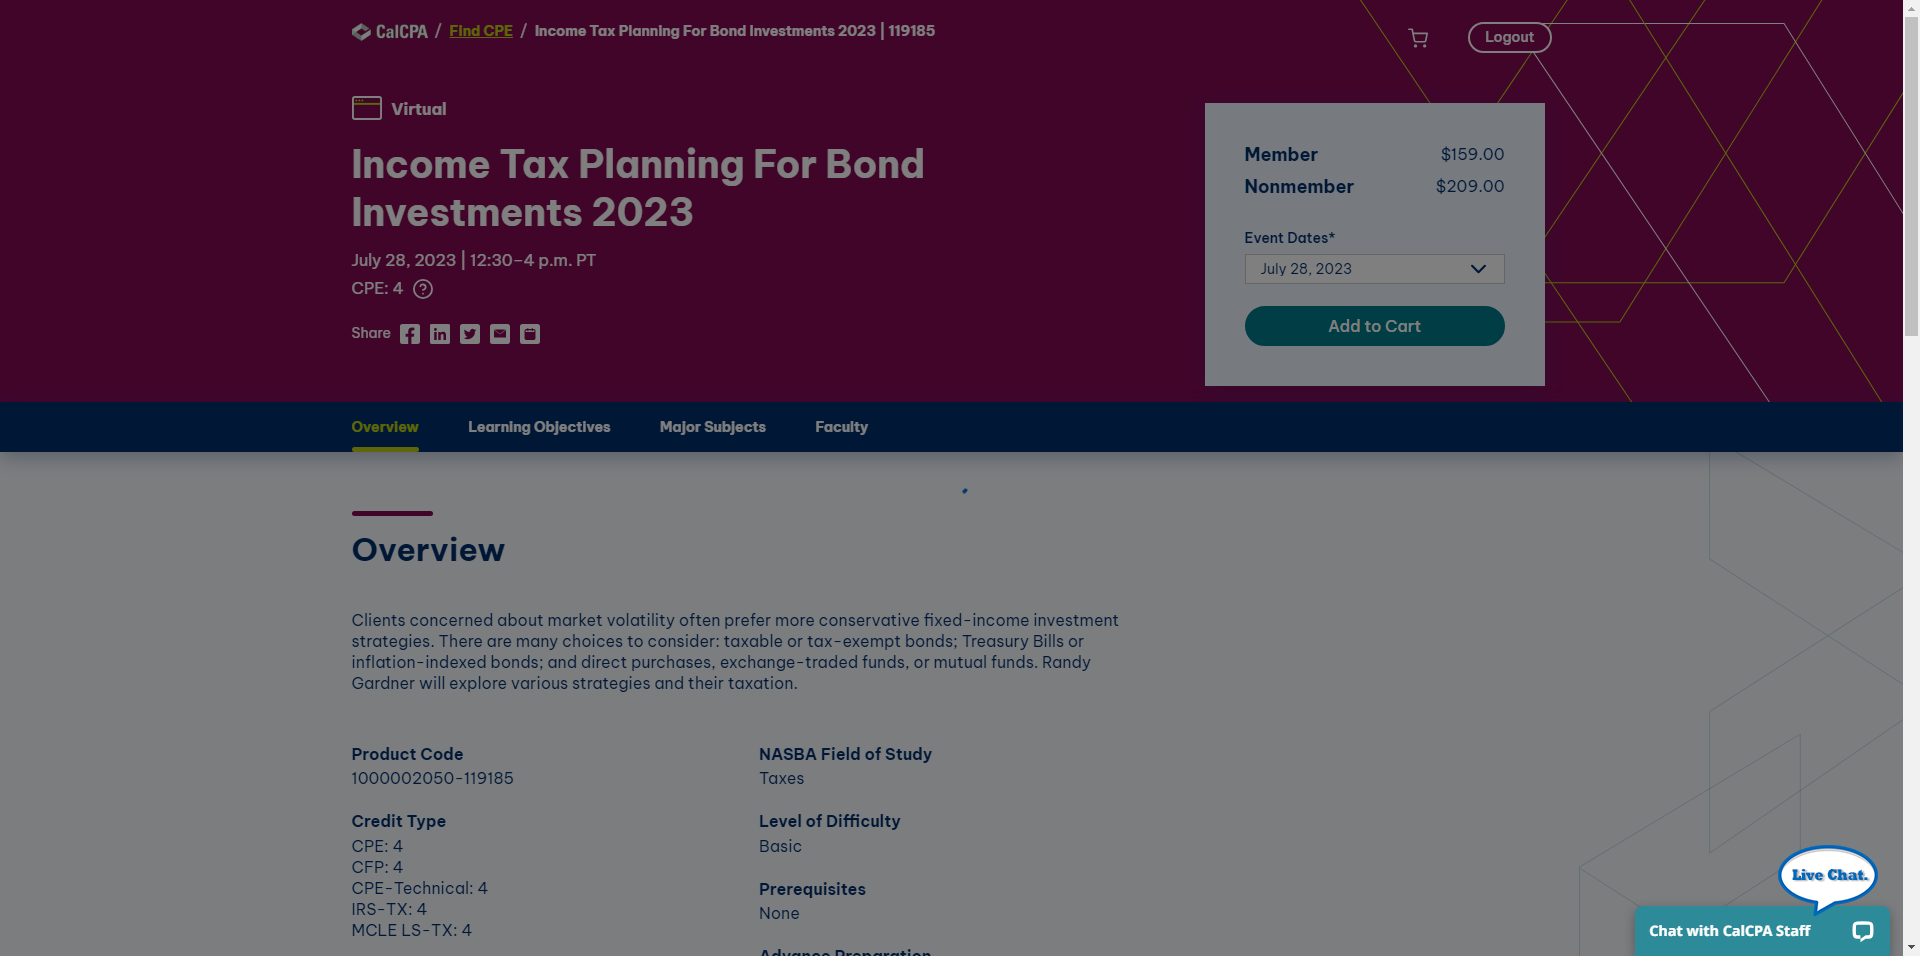 CalCPA / Find CPE / Income Tax Planning For Bond Investments 2023 | 119185
Logout
Virtual
Income Tax Planning For Bond
Investments 2023
July 28, 2023 | 12:30–4 p.m. PT
CPE: 4 ?
Share
Member $159.00
Nonmember $209.00
Event Dates*
July 28, 2023
Add to Cart
Overview Learning Objectives Major Subjects Faculty
Overview
Clients concerned about market volatility often prefer more conservative fixed-income investment
strategies. There are many choices to consider: taxable or tax-exempt bonds; Treasury Bills or
inflation-indexed bonds; and direct purchases, exchange-traded funds, or mutual funds. Randy
Gardner will explore various strategies and their taxation.
Product Code
1000002050-119185
Credit Type
CPE: 4
CFP: 4
CPE-Technical: 4
IRS-TX: 4
MCLE LS-TX: 4
NASBA Field of Study
Taxes
Level of Difficulty
Basic
Prerequisites
None
Advance Preparation
Live Chat.
Chat with CalCPA Staff